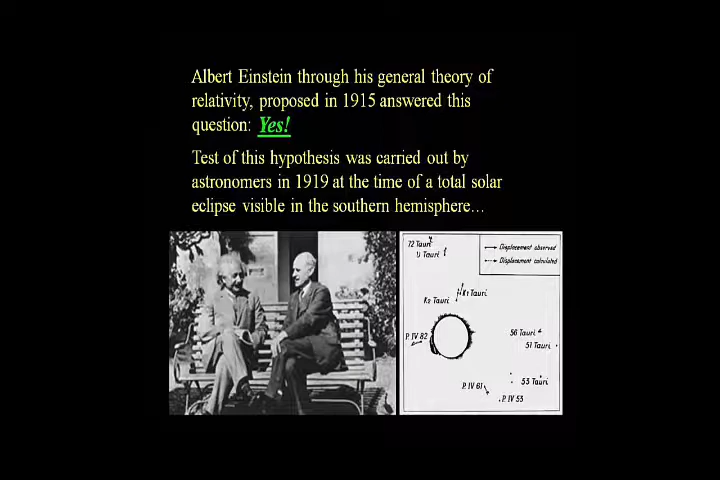 Albert Einstein through his general theory of
relativity, proposed in 1915 answered this
question: Yes!
Test of this hypothesis was carried out by
astronomers in 1919 at the time of a total solar
eclipse visible in the southern hemisphere…
72 Tauri
υ Tauri
Displacement observed
Displacement calculated
K1 Tauri
K2 Tauri
P. IV 82
56 Tauri
51 Tauri
53 Tauri
P. IV 61
P. IV 53